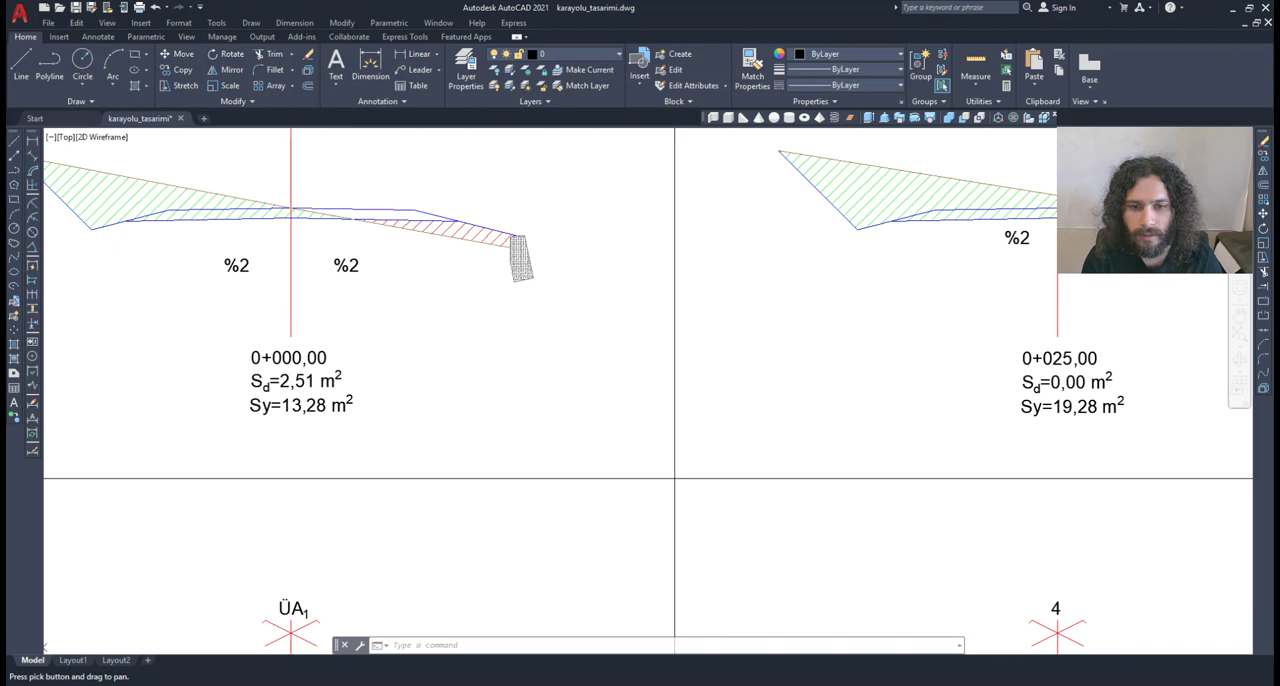 Autodesk AutoCAD 2021 karayolu_tasarimi.dwg
Type a keyword or phrase
Sign In
File Edit View Insert Format Tools Draw Dimension Modify Parametric Window Help Express
Home Insert Annotate Parametric View Manage Output Add-ins Collaborate Express Tools Featured Apps
Line Polyline Circle Arc
Move Rotate Trim
Copy Mirror Fillet
Stretch Scale Array
Text Dimension
Linear
Leader
Table
Layer Properties
0
Make Current
Match Layer
Insert
Create
Edit
Edit Attributes
Match Properties
ByLayer
ByLayer
ByLayer
Group
Measure
Paste
Base
Draw Modify Annotation Layers Block Properties Groups Utilities Clipboard View
Start karayolu_tasarimi*
[−][Top][2D Wireframe]
%2 %2 %2
0+000,00
Sd=2,51 m2
Sy=13,28 m2
0+025,00
Sd=0,00 m2
Sy=19,28 m2
ÜA1
4
Type a command
Model Layout1 Layout2
Press pick button and drag to pan.